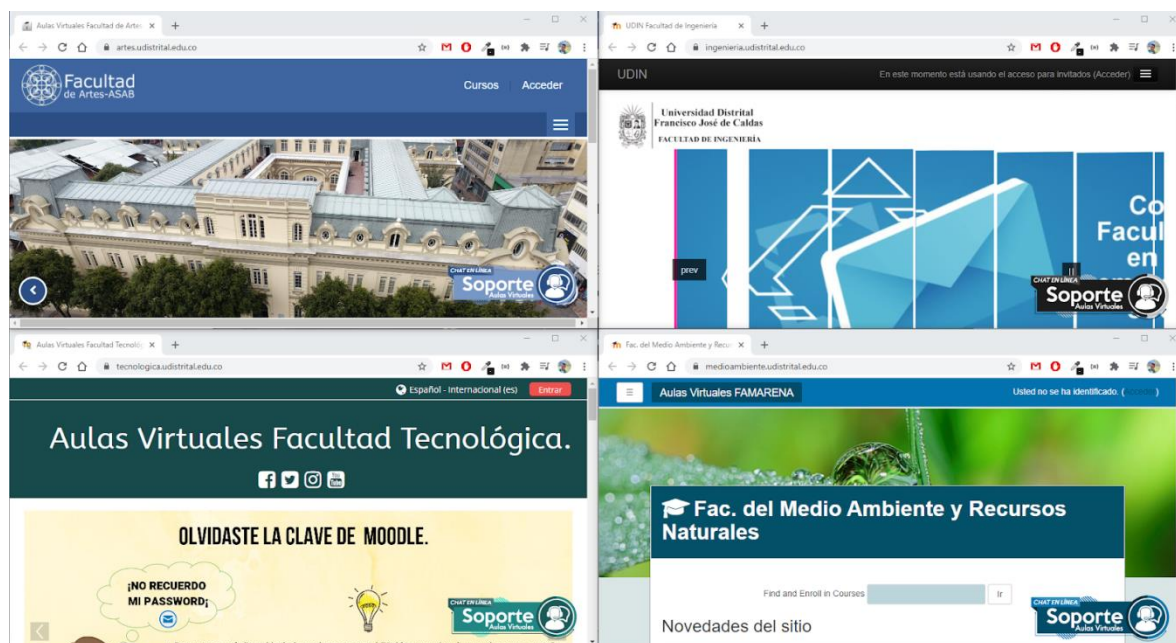 Aulas Virtuales Facultad de Artes
artes.udistrital.edu.co
Facultad
de Artes-ASAB
Cursos Acceder
CHAT EN LÍNEA
Soporte
Aulas Virtuales
UDIN Facultad de Ingeniería
ingenieria.udistrital.edu.co
UDIN
En este momento está usando el acceso para invitados (Acceder)
Universidad Distrital
Francisco José de Caldas
FACULTAD DE INGENIERÍA
Co
Facul
en
prev
CHAT EN LÍNEA
Soporte
Aulas Virtuales
Aulas Virtuales Facultad Tecnoló
tecnologica.udistrital.edu.co
Español - Internacional (es) Entrar
Aulas Virtuales Facultad Tecnológica.
OLVIDASTE LA CLAVE DE MOODLE.
¡NO RECUERDO
MI PASSWORD¡
CHAT EN LÍNEA
Soporte
Aulas Virtuales
Fac. del Medio Ambiente y Recur
medioambiente.udistrital.edu.co
Aulas Virtuales FAMARENA
Usted no se ha identificado. (Acceder)
Fac. del Medio Ambiente y Recursos
Naturales
Find and Enroll in Courses Ir
Novedades del sitio
CHAT EN LÍNEA
Soporte
Aulas Virtuales